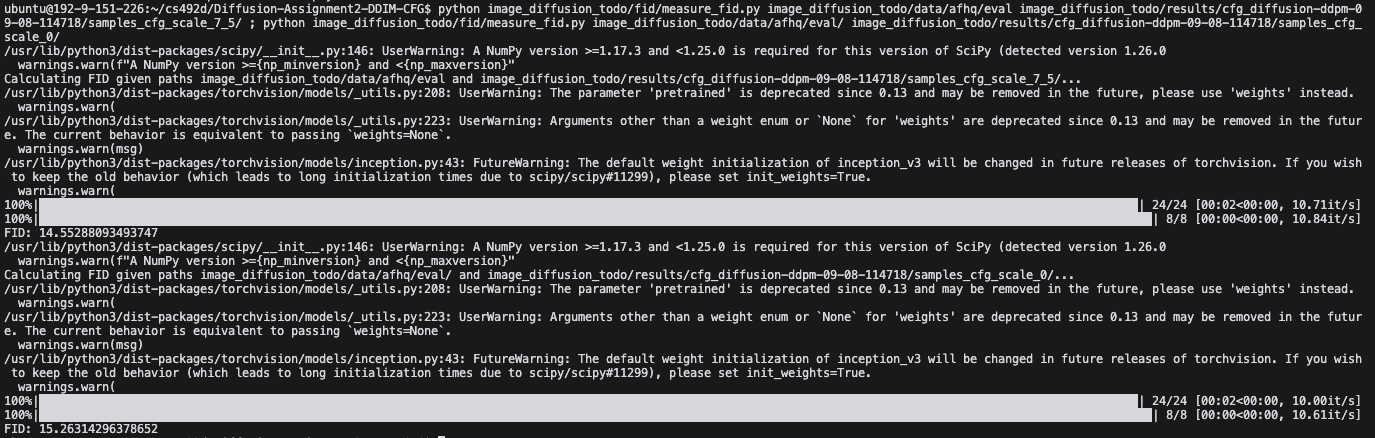 ubuntu@192-9-151-226:~/cs492d/Diffusion-Assignment2-DDIM-CFG$ python image_diffusion_todo/fid/measure_fid.py image_diffusion_todo/data/afhq/eval image_diffusion_todo/results/cfg_diffusion-ddpm-0
9-08-114718/samples_cfg_scale_7_5/ ; python image_diffusion_todo/fid/measure_fid.py image_diffusion_todo/data/afhq/eval/ image_diffusion_todo/results/cfg_diffusion-ddpm-09-08-114718/samples_cfg_
scale_0/
/usr/lib/python3/dist-packages/scipy/__init__.py:146: UserWarning: A NumPy version >=1.17.3 and <1.25.0 is required for this version of SciPy (detected version 1.26.0
warnings.warn(f"A NumPy version >={np_minversion} and <{np_maxversion}"
Calculating FID given paths image_diffusion_todo/data/afhq/eval and image_diffusion_todo/results/cfg_diffusion-ddpm-09-08-114718/samples_cfg_scale_7_5/...
/usr/lib/python3/dist-packages/torchvision/models/_utils.py:208: UserWarning: The parameter 'pretrained' is deprecated since 0.13 and may be removed in the future, please use 'weights' instead.
warnings.warn(
/usr/lib/python3/dist-packages/torchvision/models/_utils.py:223: UserWarning: Arguments other than a weight enum or `None` for 'weights' are deprecated since 0.13 and may be removed in the futur
e. The current behavior is equivalent to passing `weights=None`.
warnings.warn(msg)
/usr/lib/python3/dist-packages/torchvision/models/inception.py:43: FutureWarning: The default weight initialization of inception_v3 will be changed in future releases of torchvision. If you wish
to keep the old behavior (which leads to long initialization times due to scipy/scipy#11299), please set init_weights=True.
warnings.warn(
100%| | 24/24 [00:02<00:00, 10.71it/s]
100%| | 8/8 [00:00<00:00, 10.84it/s]
FID: 14.55288093493747
/usr/lib/python3/dist-packages/scipy/__init__.py:146: UserWarning: A NumPy version >=1.17.3 and <1.25.0 is required for this version of SciPy (detected version 1.26.0
warnings.warn(f"A NumPy version >={np_minversion} and <{np_maxversion}"
Calculating FID given paths image_diffusion_todo/data/afhq/eval/ and image_diffusion_todo/results/cfg_diffusion-ddpm-09-08-114718/samples_cfg_scale_0/...
/usr/lib/python3/dist-packages/torchvision/models/_utils.py:208: UserWarning: The parameter 'pretrained' is deprecated since 0.13 and may be removed in the future, please use 'weights' instead.
warnings.warn(
/usr/lib/python3/dist-packages/torchvision/models/_utils.py:223: UserWarning: Arguments other than a weight enum or `None` for 'weights' are deprecated since 0.13 and may be removed in the futur
e. The current behavior is equivalent to passing `weights=None`.
warnings.warn(msg)
/usr/lib/python3/dist-packages/torchvision/models/inception.py:43: FutureWarning: The default weight initialization of inception_v3 will be changed in future releases of torchvision. If you wish
to keep the old behavior (which leads to long initialization times due to scipy/scipy#11299), please set init_weights=True.
warnings.warn(
100%| | 24/24 [00:02<00:00, 10.00it/s]
100%| | 8/8 [00:00<00:00, 10.61it/s]
FID: 15.26314296378652